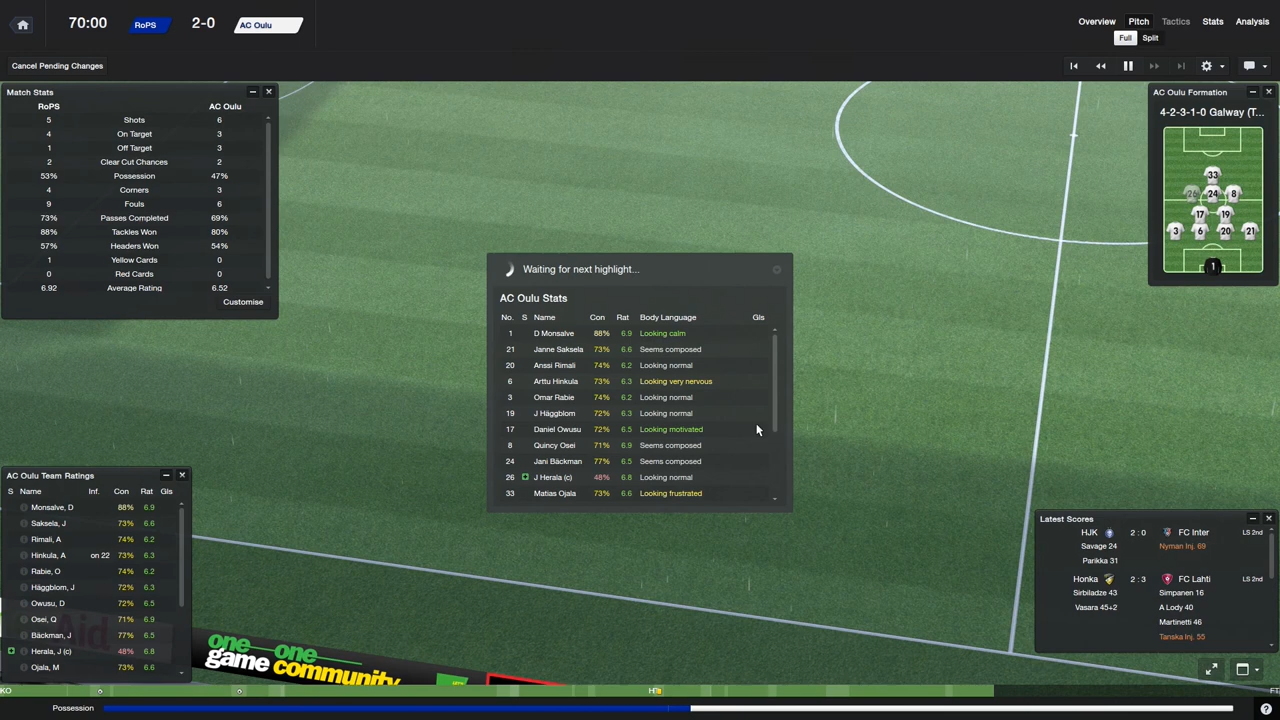 70:00 RoPS 2-0 AC Oulu
Overview Pitch Tactics Stats Analysis
Full Split
Cancel Pending Changes
Match Stats
RoPS AC Oulu
5 Shots 6
4 On Target 3
1 Off Target 3
2 Clear Cut Chances 2
53% Possession 47%
4 Corners 3
9 Fouls 6
73% Passes Completed 69%
88% Tackles Won 80%
57% Headers Won 54%
1 Yellow Cards 0
0 Red Cards 0
6.92 Average Rating 6.52
Customise
AC Oulu Formation
4-2-3-1-0 Galway (T...
33
26 24 8
17 19
3 6 20 21
1
Waiting for next highlight...
AC Oulu Stats
No. S Name Con Rat Body Language Gls
1 D Monsalve 88% 6.9 Looking calm
21 Janne Saksela 73% 6.6 Seems composed
20 Anssi Rimali 74% 6.2 Looking normal
6 Arttu Hinkula 73% 6.3 Looking very nervous
3 Omar Rabie 74% 6.2 Looking normal
19 J Häggblom 72% 6.3 Looking normal
17 Daniel Owusu 72% 6.5 Looking motivated
8 Quincy Osei 71% 6.9 Seems composed
24 Jani Bäckman 77% 6.5 Seems composed
26 J Herala (c) 48% 6.8 Looking normal
33 Matias Ojala 73% 6.6 Looking frustrated
AC Oulu Team Ratings
S Name Inf. Con Rat Gls
Monsalve, D 88% 6.9
Saksela, J 73% 6.6
Rimali, A 74% 6.2
Hinkula, A on 22 73% 6.3
Rabie, O 74% 6.2
Häggblom, J 72% 6.3
Owusu, D 72% 6.5
Osei, Q 71% 6.9
Bäckman, J 77% 6.5
Herala, J (c) 48% 6.8
Ojala, M 73% 6.6
Latest Scores
HJK 2 : 0 FC Inter LS 2nd
Savage 24 Nyman Inj. 69
Parikka 31
Honka 2 : 3 FC Lahti LS 2nd
Sirbiladze 43 Simpanen 16
Vasara 45+2 A Lody 40
Martinetti 46
Tanska Inj. 55
Aid.
one one
game community
KO HT FT
Possession